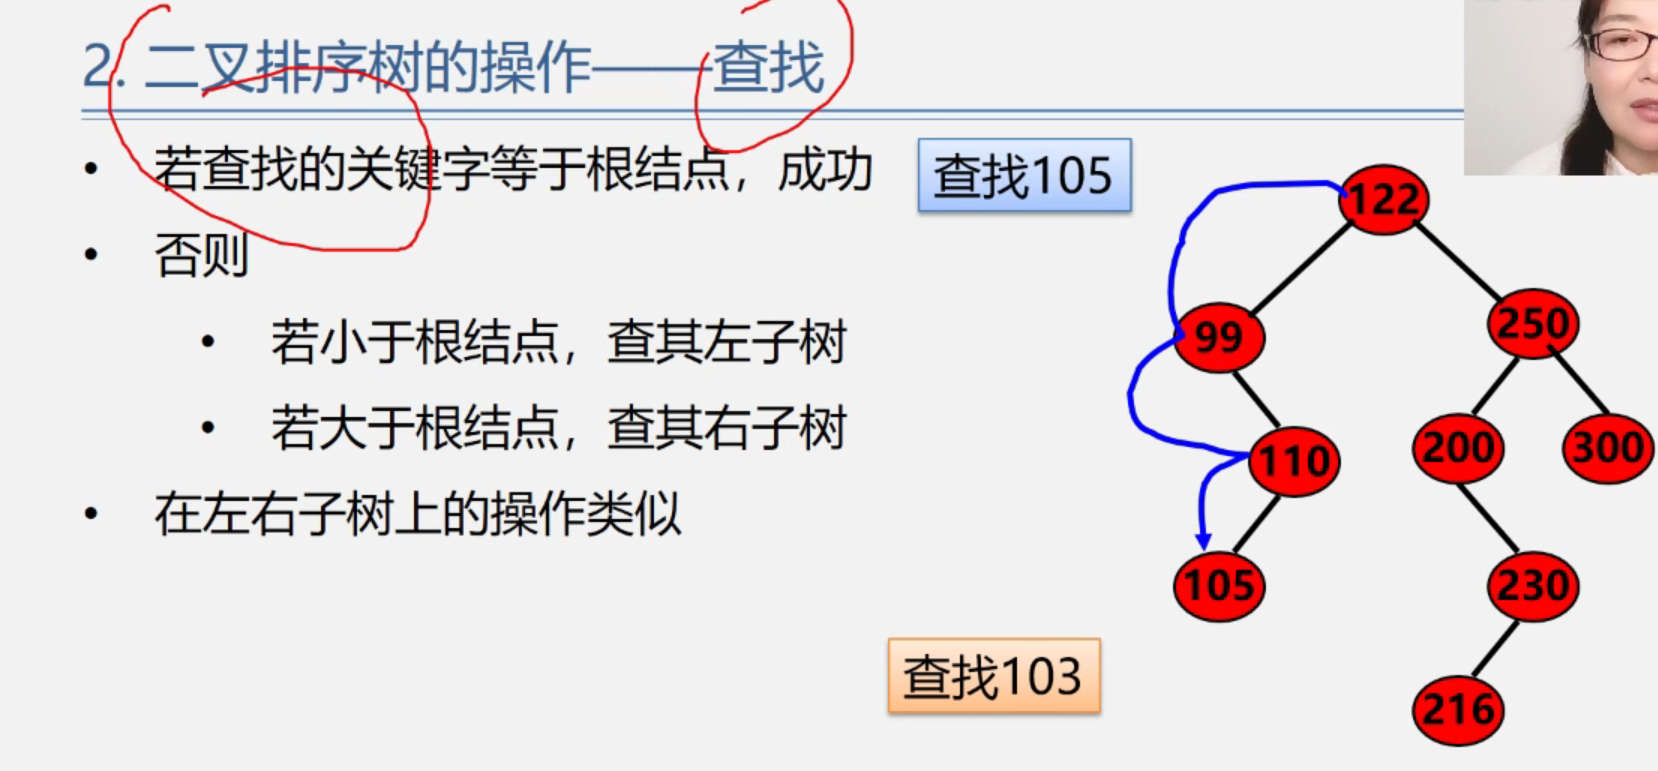 2. 二叉排序树的操作——查找
• 若查找的关键字等于根结点，成功
• 否则
• 若小于根结点，查其左子树
• 若大于根结点，查其右子树
• 在左右子树上的操作类似
查找105
122
99
250
110
200
300
105
230
216
查找103